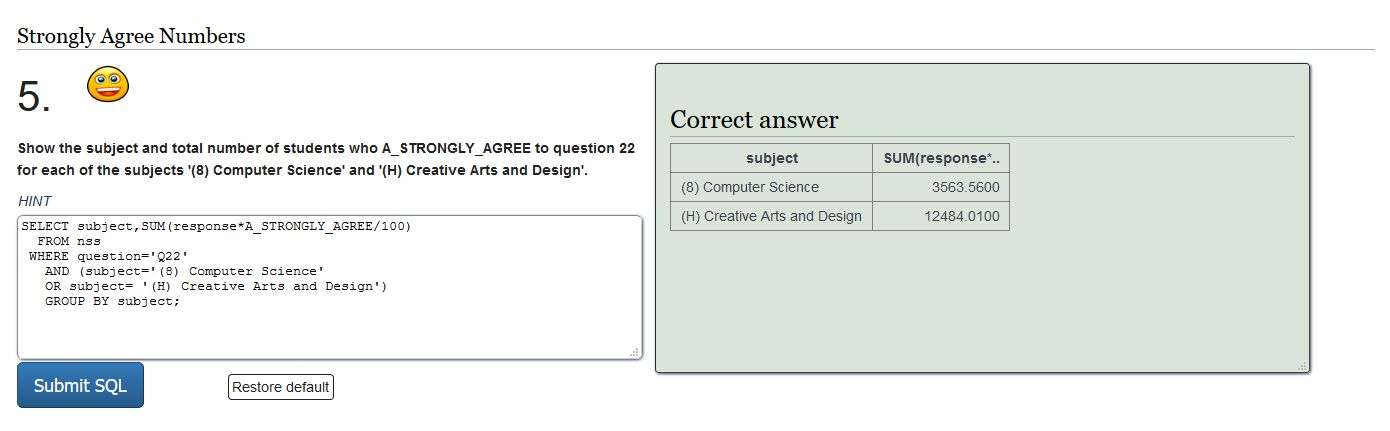 Strongly Agree Numbers
5.
Show the subject and total number of students who A_STRONGLY_AGREE to question 22
for each of the subjects '(8) Computer Science' and '(H) Creative Arts and Design'.
HINT
SELECT subject,SUM(response*A_STRONGLY_AGREE/100)
FROM nss
WHERE question='Q22'
AND (subject='(8) Computer Science'
OR subject= '(H) Creative Arts and Design')
GROUP BY subject;
Submit SQL
Restore default
Correct answer
subject SUM(response*..
(8) Computer Science 3563.5600
(H) Creative Arts and Design 12484.0100